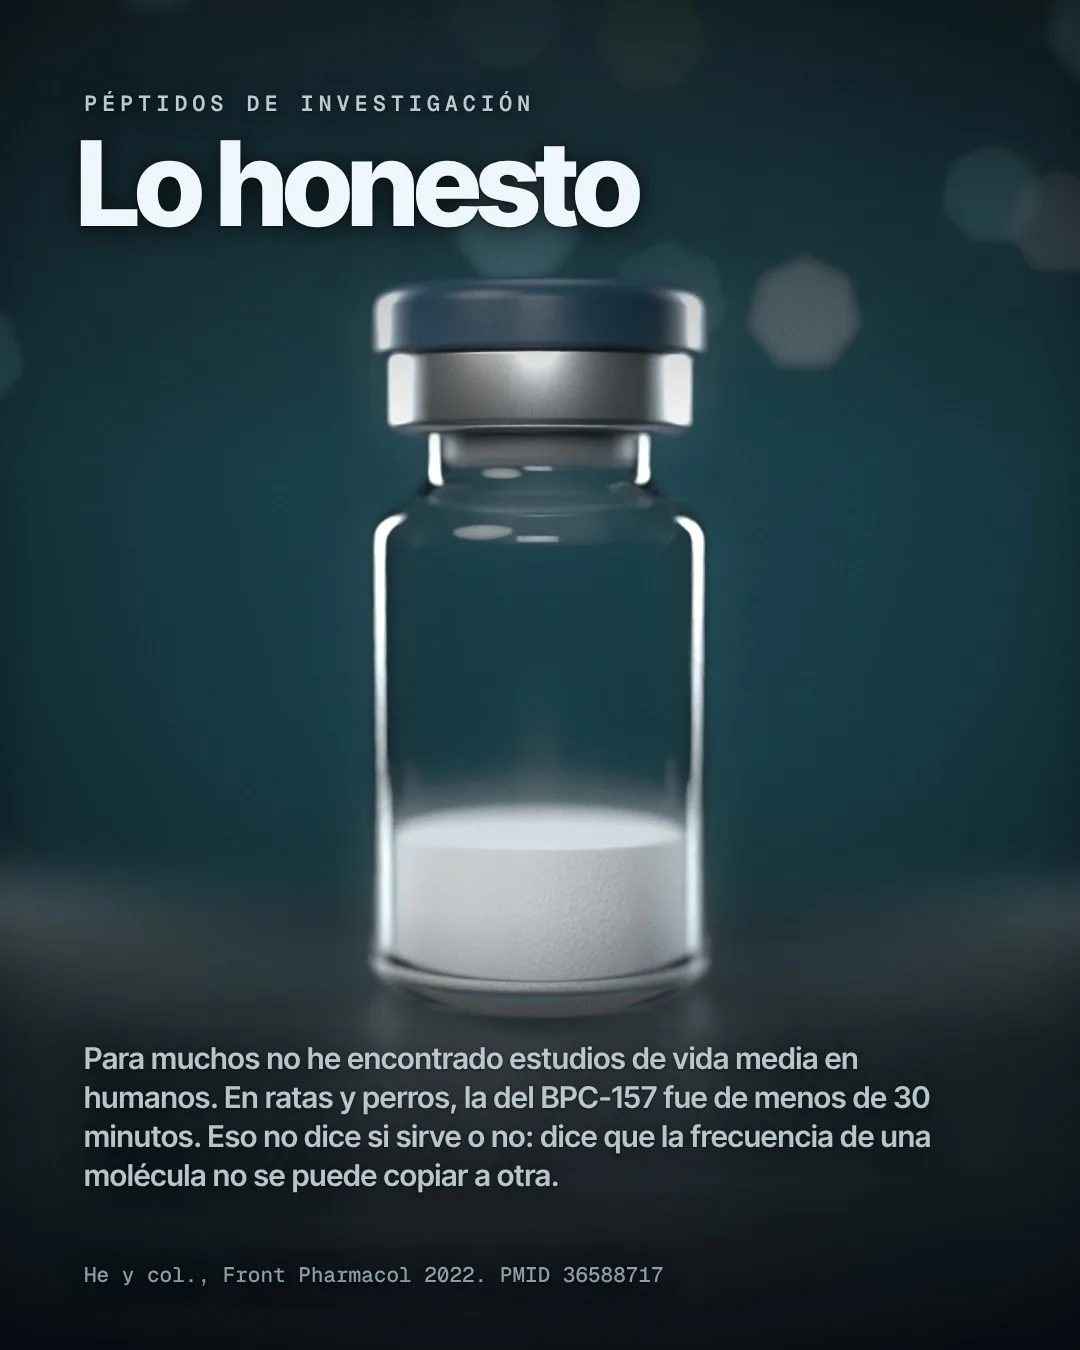 PÉPTIDOS DE INVESTIGACIÓN
Lo honesto
Para muchos no he encontrado estudios de vida media en
humanos. En ratas y perros, la del BPC-157 fue de menos de 30
minutos. Eso no dice si sirve o no: dice que la frecuencia de una
molécula no se puede copiar a otra.
He y col., Front Pharmacol 2022. PMID 36588717